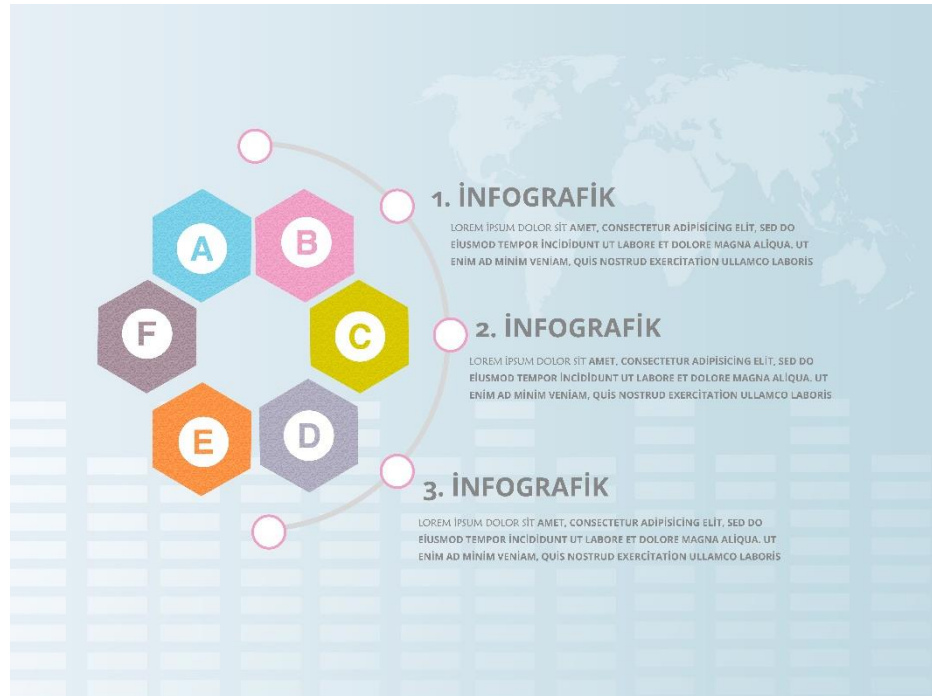 A
B
1. İNFOGRAFİK
LOREM İPSUM DOLOR SİT AMET, CONSECTETUR ADİPİSİCİNG ELİT, SED DO
EİUSMOD TEMPOR İNCİDİDUNT UT LABORE ET DOLORE MAGNA ALİQUA. UT
ENİM AD MİNİM VENİAM, QUİS NOSTRUD EXERCİTATİON ULLAMCO LABORİS
F
C
2. İNFOGRAFİK
LOREM İPSUM DOLOR SİT AMET, CONSECTETUR ADİPİSİCİNG ELİT, SED DO
EİUSMOD TEMPOR İNCİDİDUNT UT LABORE ET DOLORE MAGNA ALİQUA. UT
ENİM AD MİNİM VENİAM, QUİS NOSTRUD EXERCİTATİON ULLAMCO LABORİS
E
D
3. İNFOGRAFİK
LOREM İPSUM DOLOR SİT AMET, CONSECTETUR ADİPİSİCİNG ELİT, SED DO
EİUSMOD TEMPOR İNCİDİDUNT UT LABORE ET DOLORE MAGNA ALİQUA. UT
ENİM AD MİNİM VENİAM, QUİS NOSTRUD EXERCİTATİON ULLAMCO LABORİS